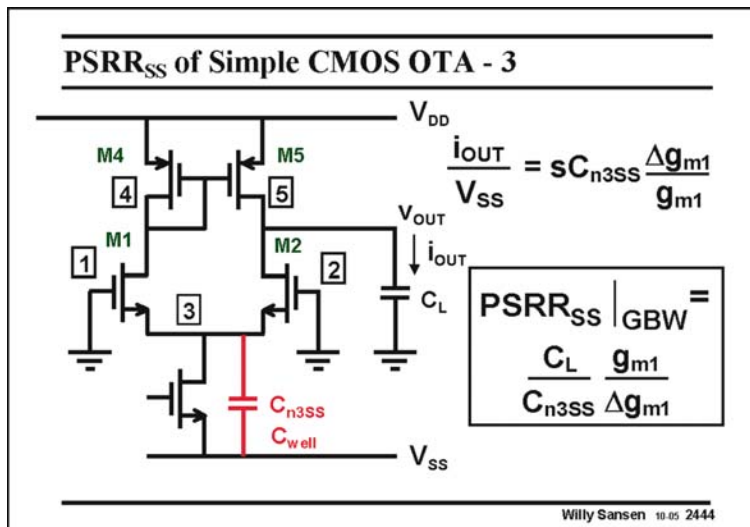 PSRRSS of Simple CMOS OTA - 3
VDD
M4
M5
iOUT
VSS
= sCn3SS
Δgm1
gm1
4
5
vOUT
iOUT
M1
M2
1
2
3
CL
PSRRSS |GBW =
CL
Cn3SS
gm1
Δgm1
Cn3SS
Cwell
VSS
Willy Sansen 10-05 2444